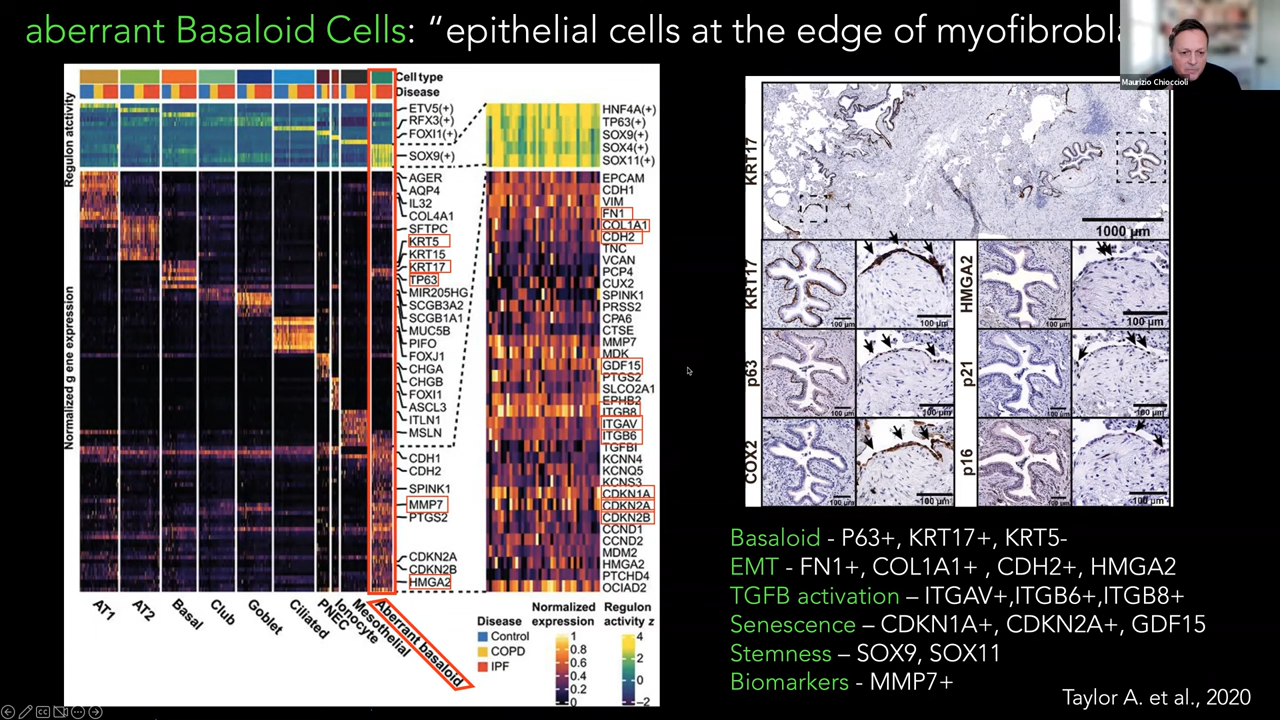 aberrant Basaloid Cells: “epithelial cells at the edge of myofibrobla
Maurizio Chioccioli
Cell type
Disease
Regulon atctivity
ETV5(+)
RFX3(+)
FOXI1(+)
SOX9(+)
HNF4A(+)
TP63(+)
SOX9(+)
SOX4(+)
SOX11(+)
Normalized g ene expression
AGER
AQP4
IL32
COL4A1
SFTPC
KRT5
KRT15
KRT17
TP63
MIR205HG
SCGB3A2
SCGB1A1
MUC5B
PIFO
FOXJ1
CHGA
CHGB
FOXI1
ASCL3
ITLN1
MSLN
CDH1
CDH2
SPINK1
MMP7
PTGS2
CDKN2A
CDKN2B
HMGA2
EPCAM
CDH1
VIM
FN1
COL1A1
CDH2
TNC
VCAN
PCP4
CUX2
SPINK1
PRSS2
CPA6
CTSE
MMP7
MDK
GDF15
PTGS2
SLCO2A1
EPHB2
ITGB8
ITGAV
ITGB6
TGFBI
KCNN4
KCNQ5
KCNS3
CDKN1A
CDKN2A
CDKN2B
CCND1
CCND2
MDM2
HMGA2
PTCHD4
OCIAD2
AT1
AT2
Basal
Club
Goblet
Ciliated
PNEC
Ionocyte
Mesothelial
Aberrant basaloid
Disease
Control
COPD
IPF
Normalized
expression
1
0.8
0.6
0.4
0.2
0
Regulon
activity z
4
2
0
−2
KRT17
1000 µm
KRT17
100 µm
100 µm
HMGA2
100 µm
100 µm
p63
100 µm
100 µm
p21
100 µm
100 µm
COX2
100 µm
100 µm
p16
100 µm
100 µm
Basaloid - P63+, KRT17+, KRT5-
EMT - FN1+, COL1A1+ , CDH2+, HMGA2
TGFB activation – ITGAV+,ITGB6+,ITGB8+
Senescence – CDKN1A+, CDKN2A+, GDF15
Stemness – SOX9, SOX11
Biomarkers - MMP7+
Taylor A. et al., 2020